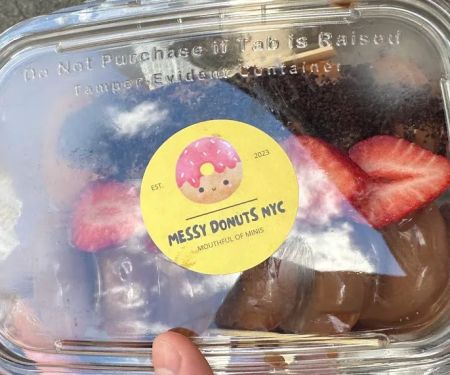 Do Not Purchase if Tab is Raised
Tamper Evident Container
EST. 2023
MESSY DONUTS NYC
MOUTHFUL OF MINIS